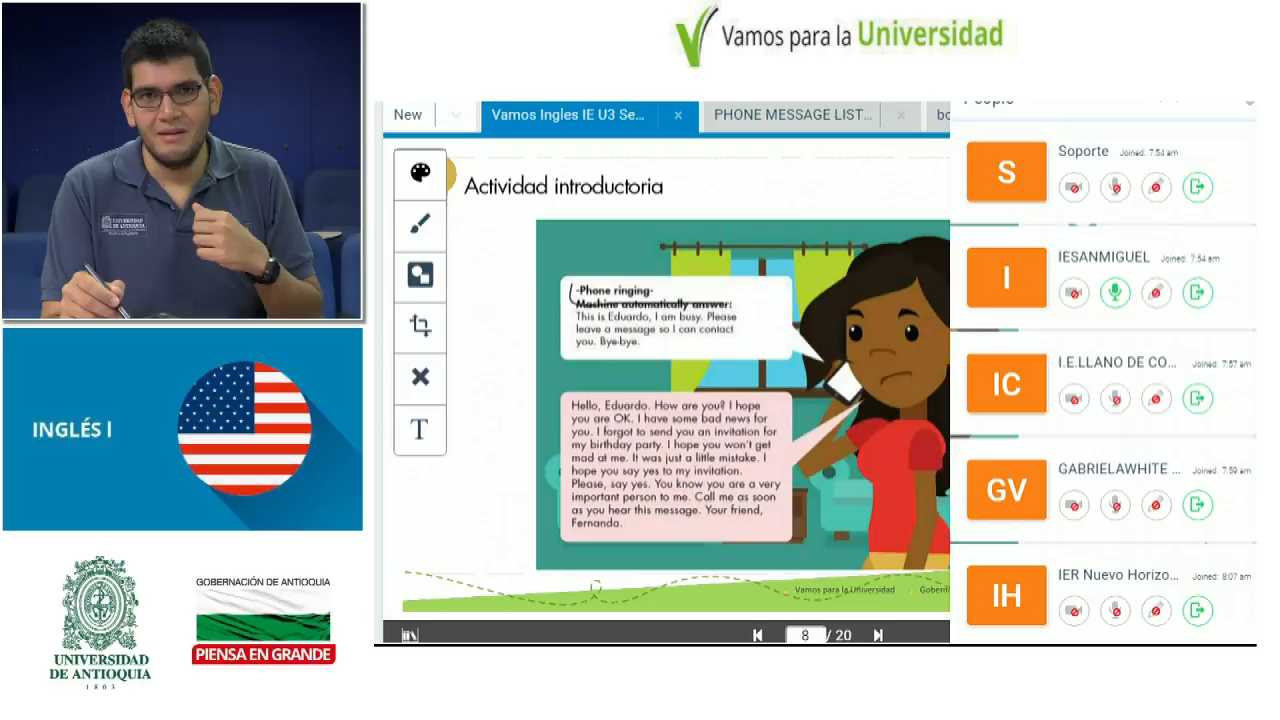 Vamos para la Universidad
New
Vamos Ingles IE U3 Se...
PHONE MESSAGE LIST...
bo
People
Actividad introductoria
-Phone ringing-
Machine automatically answer:
This is Eduardo, I am busy. Please
leave a message so I can contact
you. Bye-bye.
Hello, Eduardo. How are you? I hope
you are OK. I have some bad news for
you. I forgot to send you an invitation for
my birthday party. I hope you won't get
mad at me. It was just a little mistake. I
hope you say yes to my invitation.
Please, say yes. You know you are a very
important person to me. Call me as soon
as you hear this message. Your friend,
Fernanda.
Vamos para la Universidad
Gobern
8 / 20
S
Soporte Joined: 7:54 am
I
IESANMIGUEL Joined: 7:54 am
IC
I.E.LLANO DE CO... Joined: 7:57 am
GV
GABRIELAWHITE ... Joined: 7:59 am
IH
IER Nuevo Horizo... Joined: 8:07 am
UNIVERSIDAD
DE ANTIOQUIA
INGLÉS I
UNIVERSIDAD
DE ANTIOQUIA
1803
GOBERNACIÓN DE ANTIOQUIA
PIENSA EN GRANDE
T